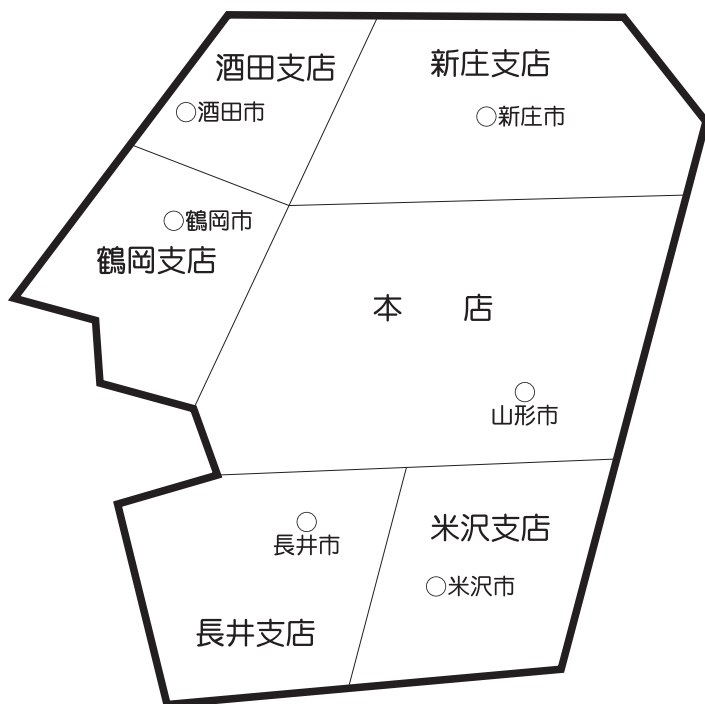 酒田支店
○酒田市
新庄支店
○新庄市
○鶴岡市
鶴岡支店
本　店
○
山形市
○
長井市
長井支店
米沢支店
○米沢市